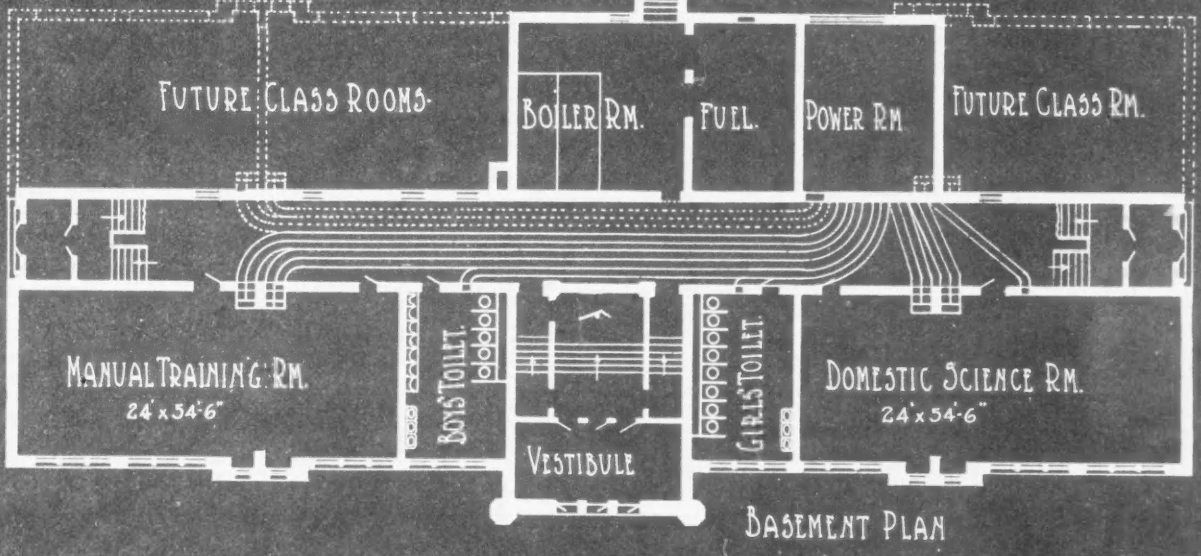 FUTURE CLASS ROOMS.
BOILER RM.
FUEL.
POWER RM
FUTURE CLASS RM.
MANUAL TRAINING RM.
24' x 54'-6"
BOYS' TOILET.
VESTIBULE
GIRLS' TOILET.
DOMESTIC SCIENCE RM.
24' x 54'-6"
BASEMENT PLAN